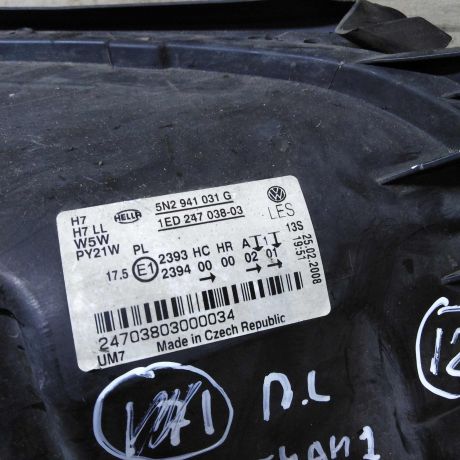 H7
H7 LL
W5W
PY21W
HELLA
5N2 941 031 G
1ED 247 038-03
LES
13S
25.02.2008
19:51
PL
17.5 E1
2393 HC HR A
2394 00 00 02 01
24703803000034
UM7 Made in Czech Republic
П.L
12